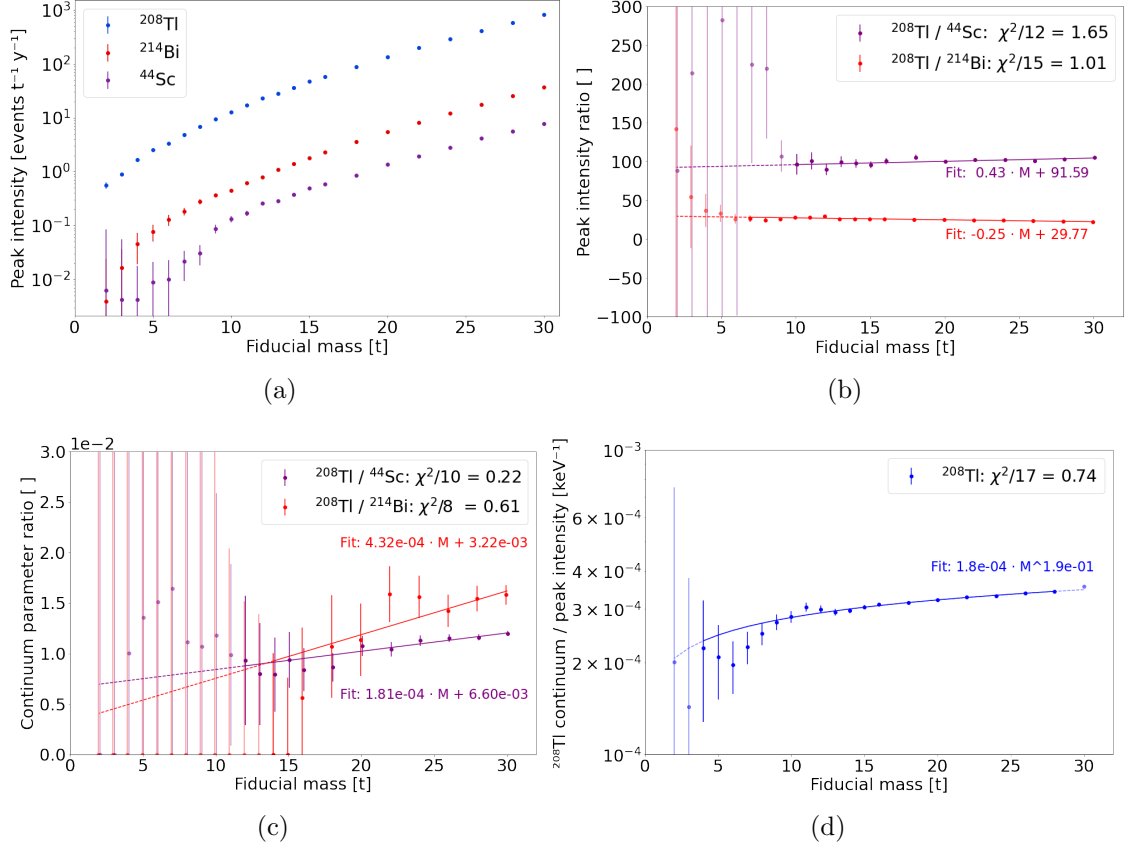 10³
10²
10¹
10⁰
10⁻¹
10⁻²
Peak intensity [events t⁻¹ y⁻¹]
²⁰⁸Tl
²¹⁴Bi
⁴⁴Sc
0 5 10 15 20 25 30
Fiducial mass [t]
(a)
300
250
200
150
100
50
0
−50
−100
Peak intensity ratio [ ]
²⁰⁸Tl / ⁴⁴Sc: χ²/12 = 1.65
²⁰⁸Tl / ²¹⁴Bi: χ²/15 = 1.01
Fit: 0.43 · M + 91.59
Fit: -0.25 · M + 29.77
0 5 10 15 20 25 30
Fiducial mass [t]
(b)
1e−2
3.0
2.5
2.0
1.5
1.0
0.5
0.0
Continuum parameter ratio [ ]
²⁰⁸Tl / ⁴⁴Sc: χ²/10 = 0.22
²⁰⁸Tl / ²¹⁴Bi: χ²/8 = 0.61
Fit: 4.32e-04 · M + 3.22e-03
Fit: 1.81e-04 · M + 6.60e-03
0 5 10 15 20 25 30
Fiducial mass [t]
(c)
10⁻³
6 × 10⁻⁴
4 × 10⁻⁴
3 × 10⁻⁴
2 × 10⁻⁴
10⁻⁴
²⁰⁸Tl continuum / peak intensity [keV⁻¹]
²⁰⁸Tl: χ²/17 = 0.74
Fit: 1.8e-04 · M^1.9e-01
0 5 10 15 20 25 30
Fiducial mass [t]
(d)